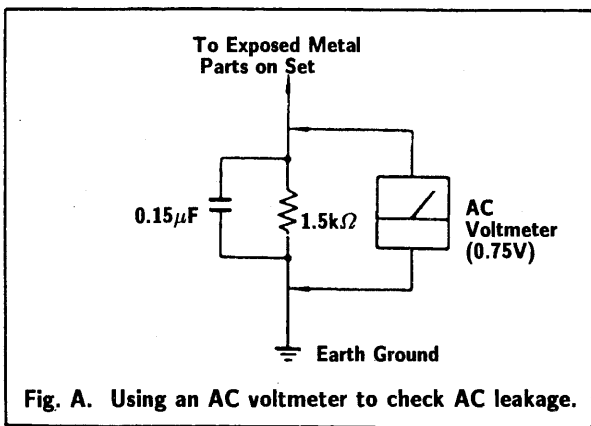 To Exposed Metal
Parts on Set
0.15μF
1.5kΩ
AC
Voltmeter
(0.75V)
Earth Ground
Fig. A. Using an AC voltmeter to check AC leakage.